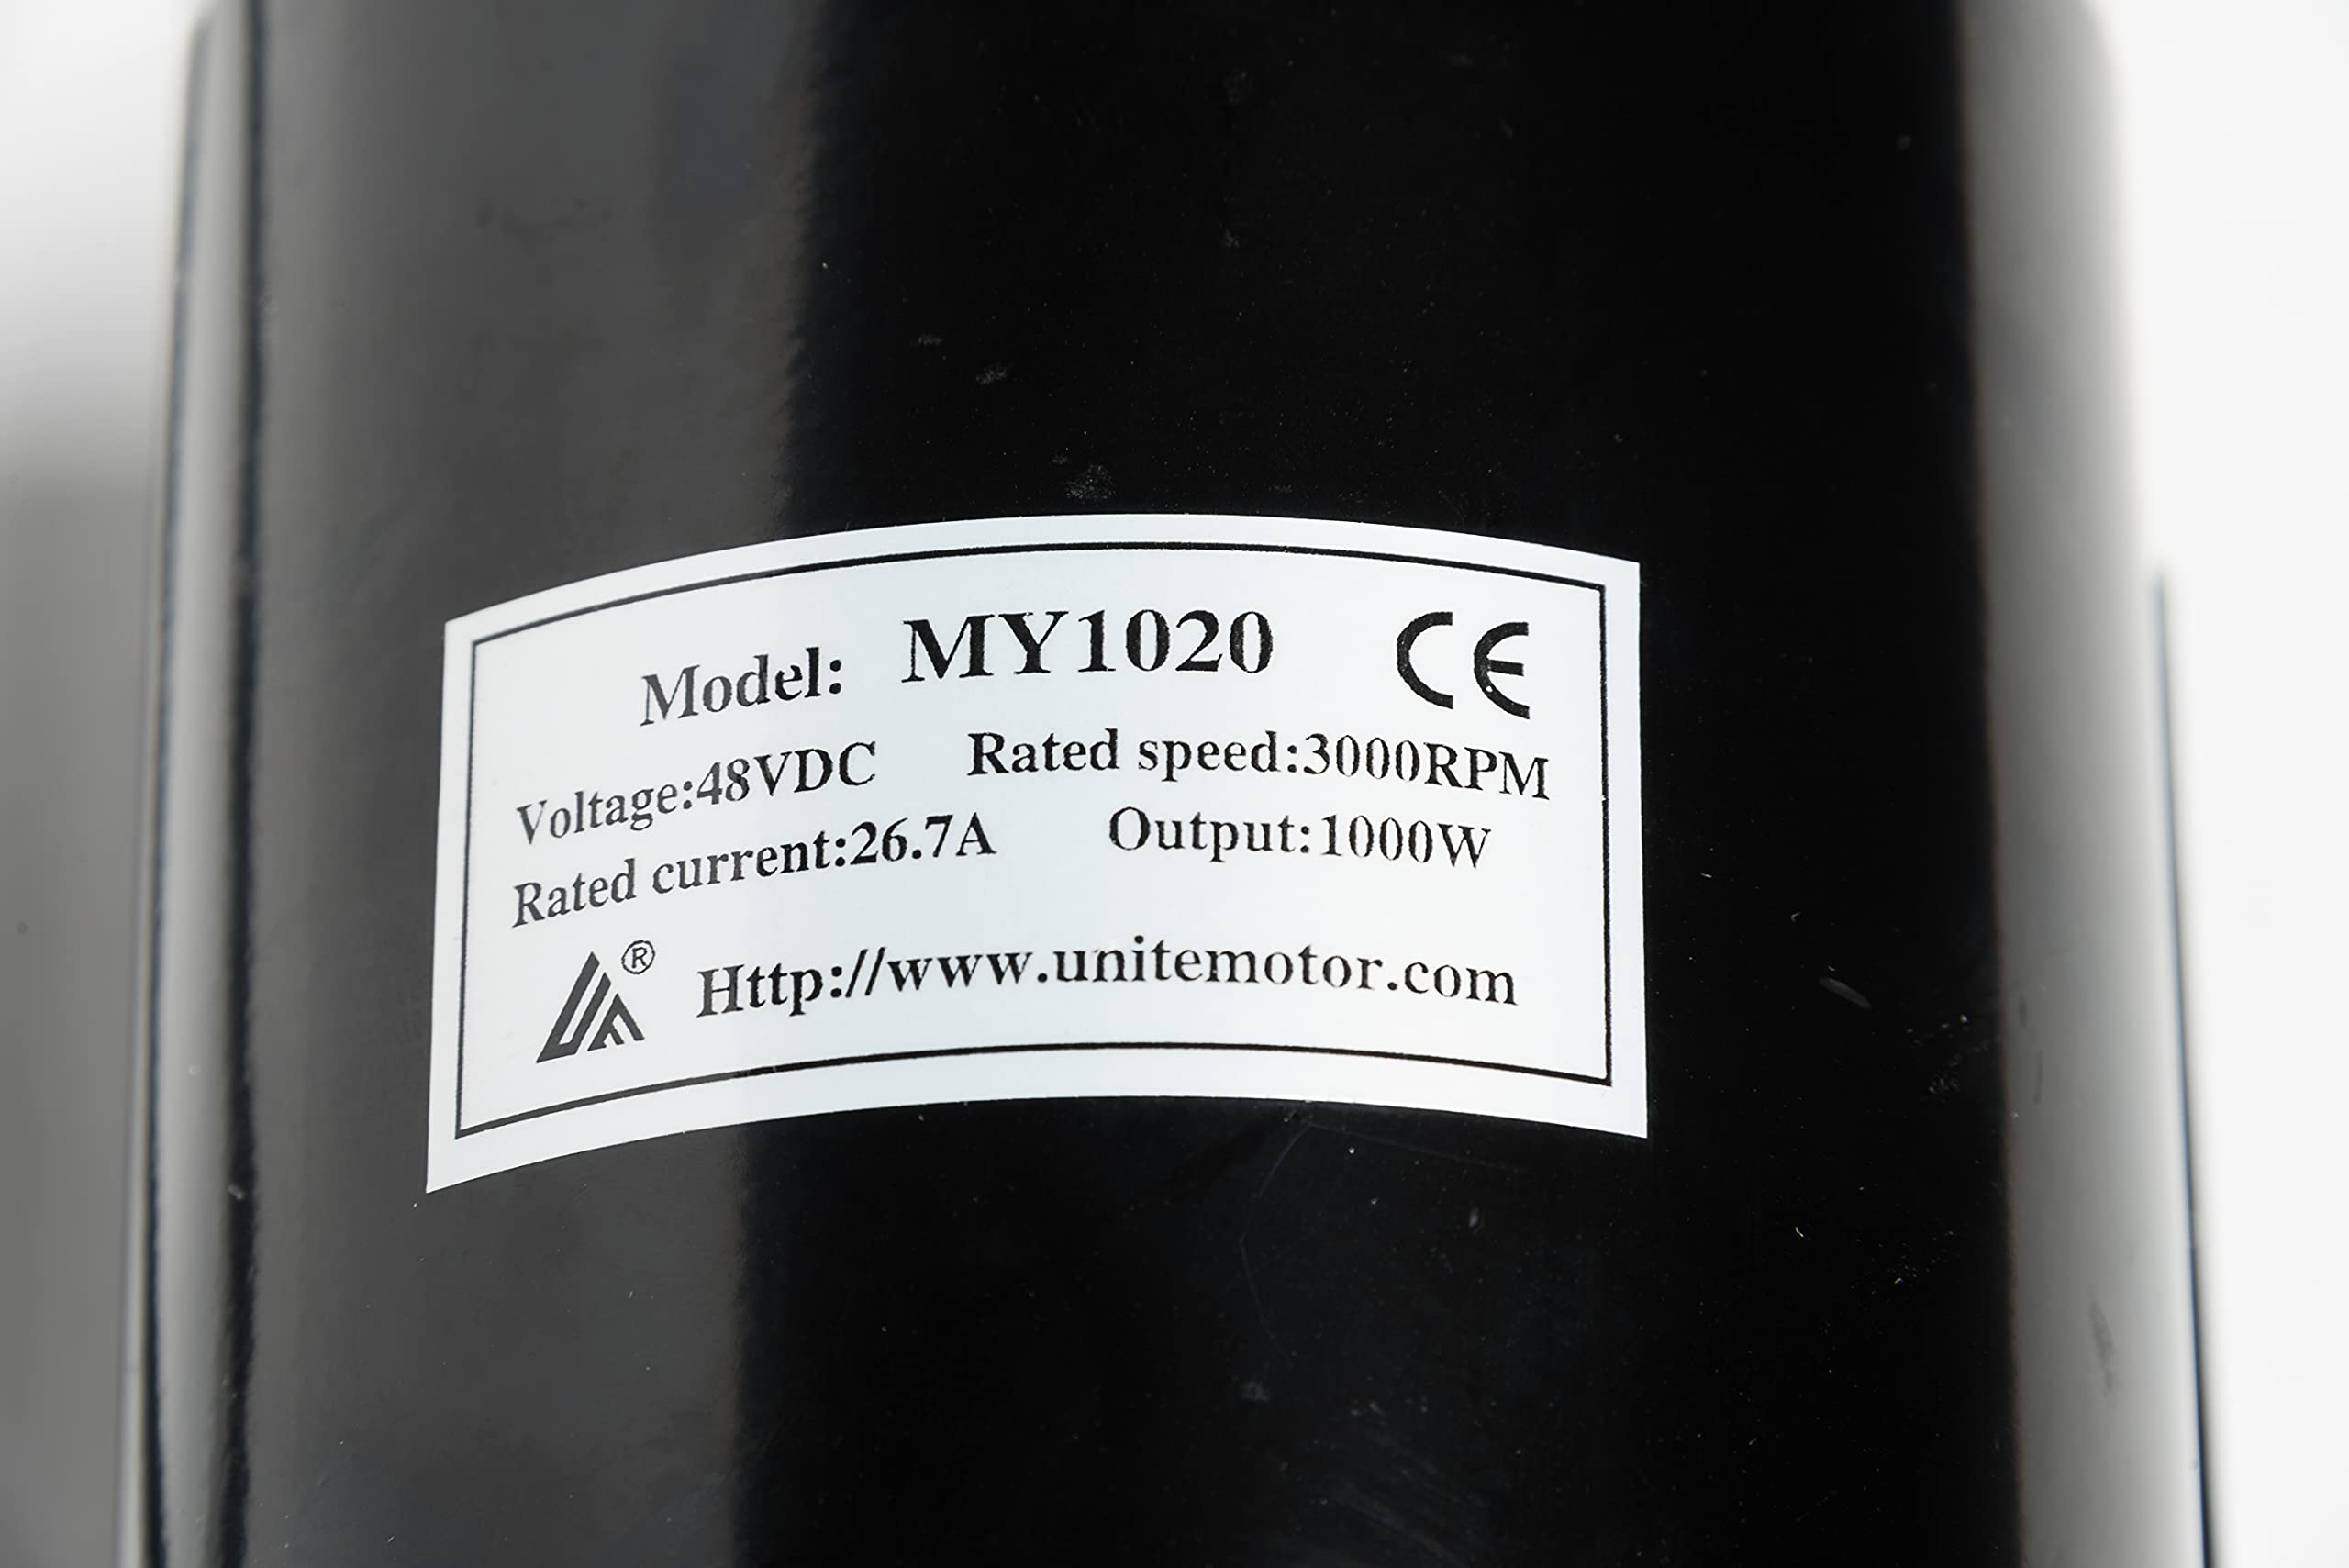 Model: MY1020 CE
Voltage:48VDC Rated speed:3000RPM
Rated current:26.7A Output:1000W
® Http://www.unitemotor.com